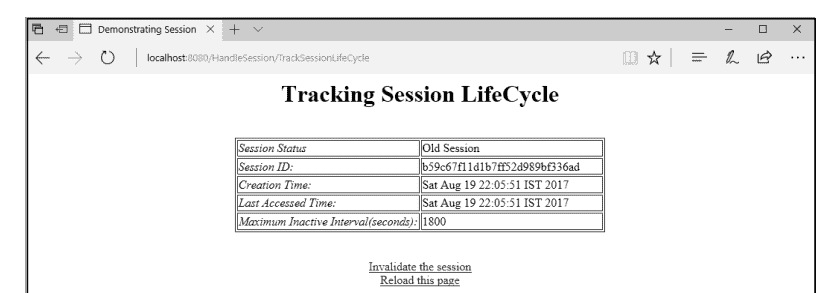 Demonstrating Session
localhost:8080/HandleSession/TrackSessionLifeCycle
Tracking Session LifeCycle
Session Status Old Session
Session ID: b59c67f11d1b7ff52d989bf336ad
Creation Time: Sat Aug 19 22:05:51 IST 2017
Last Accessed Time: Sat Aug 19 22:05:51 IST 2017
Maximum Inactive Interval(seconds): 1800
Invalidate the session
Reload this page